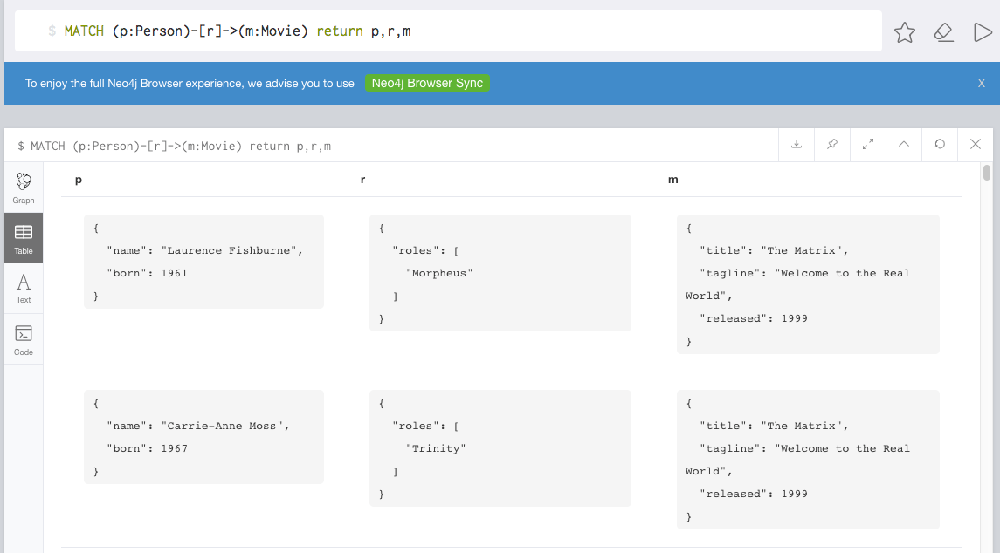 $ MATCH (p:Person)-[r]->(m:Movie) return p,r,m
To enjoy the full Neo4j Browser experience, we advise you to use Neo4j Browser Sync X
$ MATCH (p:Person)-[r]->(m:Movie) return p,r,m
Graph
Table
Text
Code
p r m
{
"name": "Laurence Fishburne",
"born": 1961
}
{
"roles": [
"Morpheus"
]
}
{
"title": "The Matrix",
"tagline": "Welcome to the Real
World",
"released": 1999
}
{
"name": "Carrie-Anne Moss",
"born": 1967
}
{
"roles": [
"Trinity"
]
}
{
"title": "The Matrix",
"tagline": "Welcome to the Real
World",
"released": 1999
}